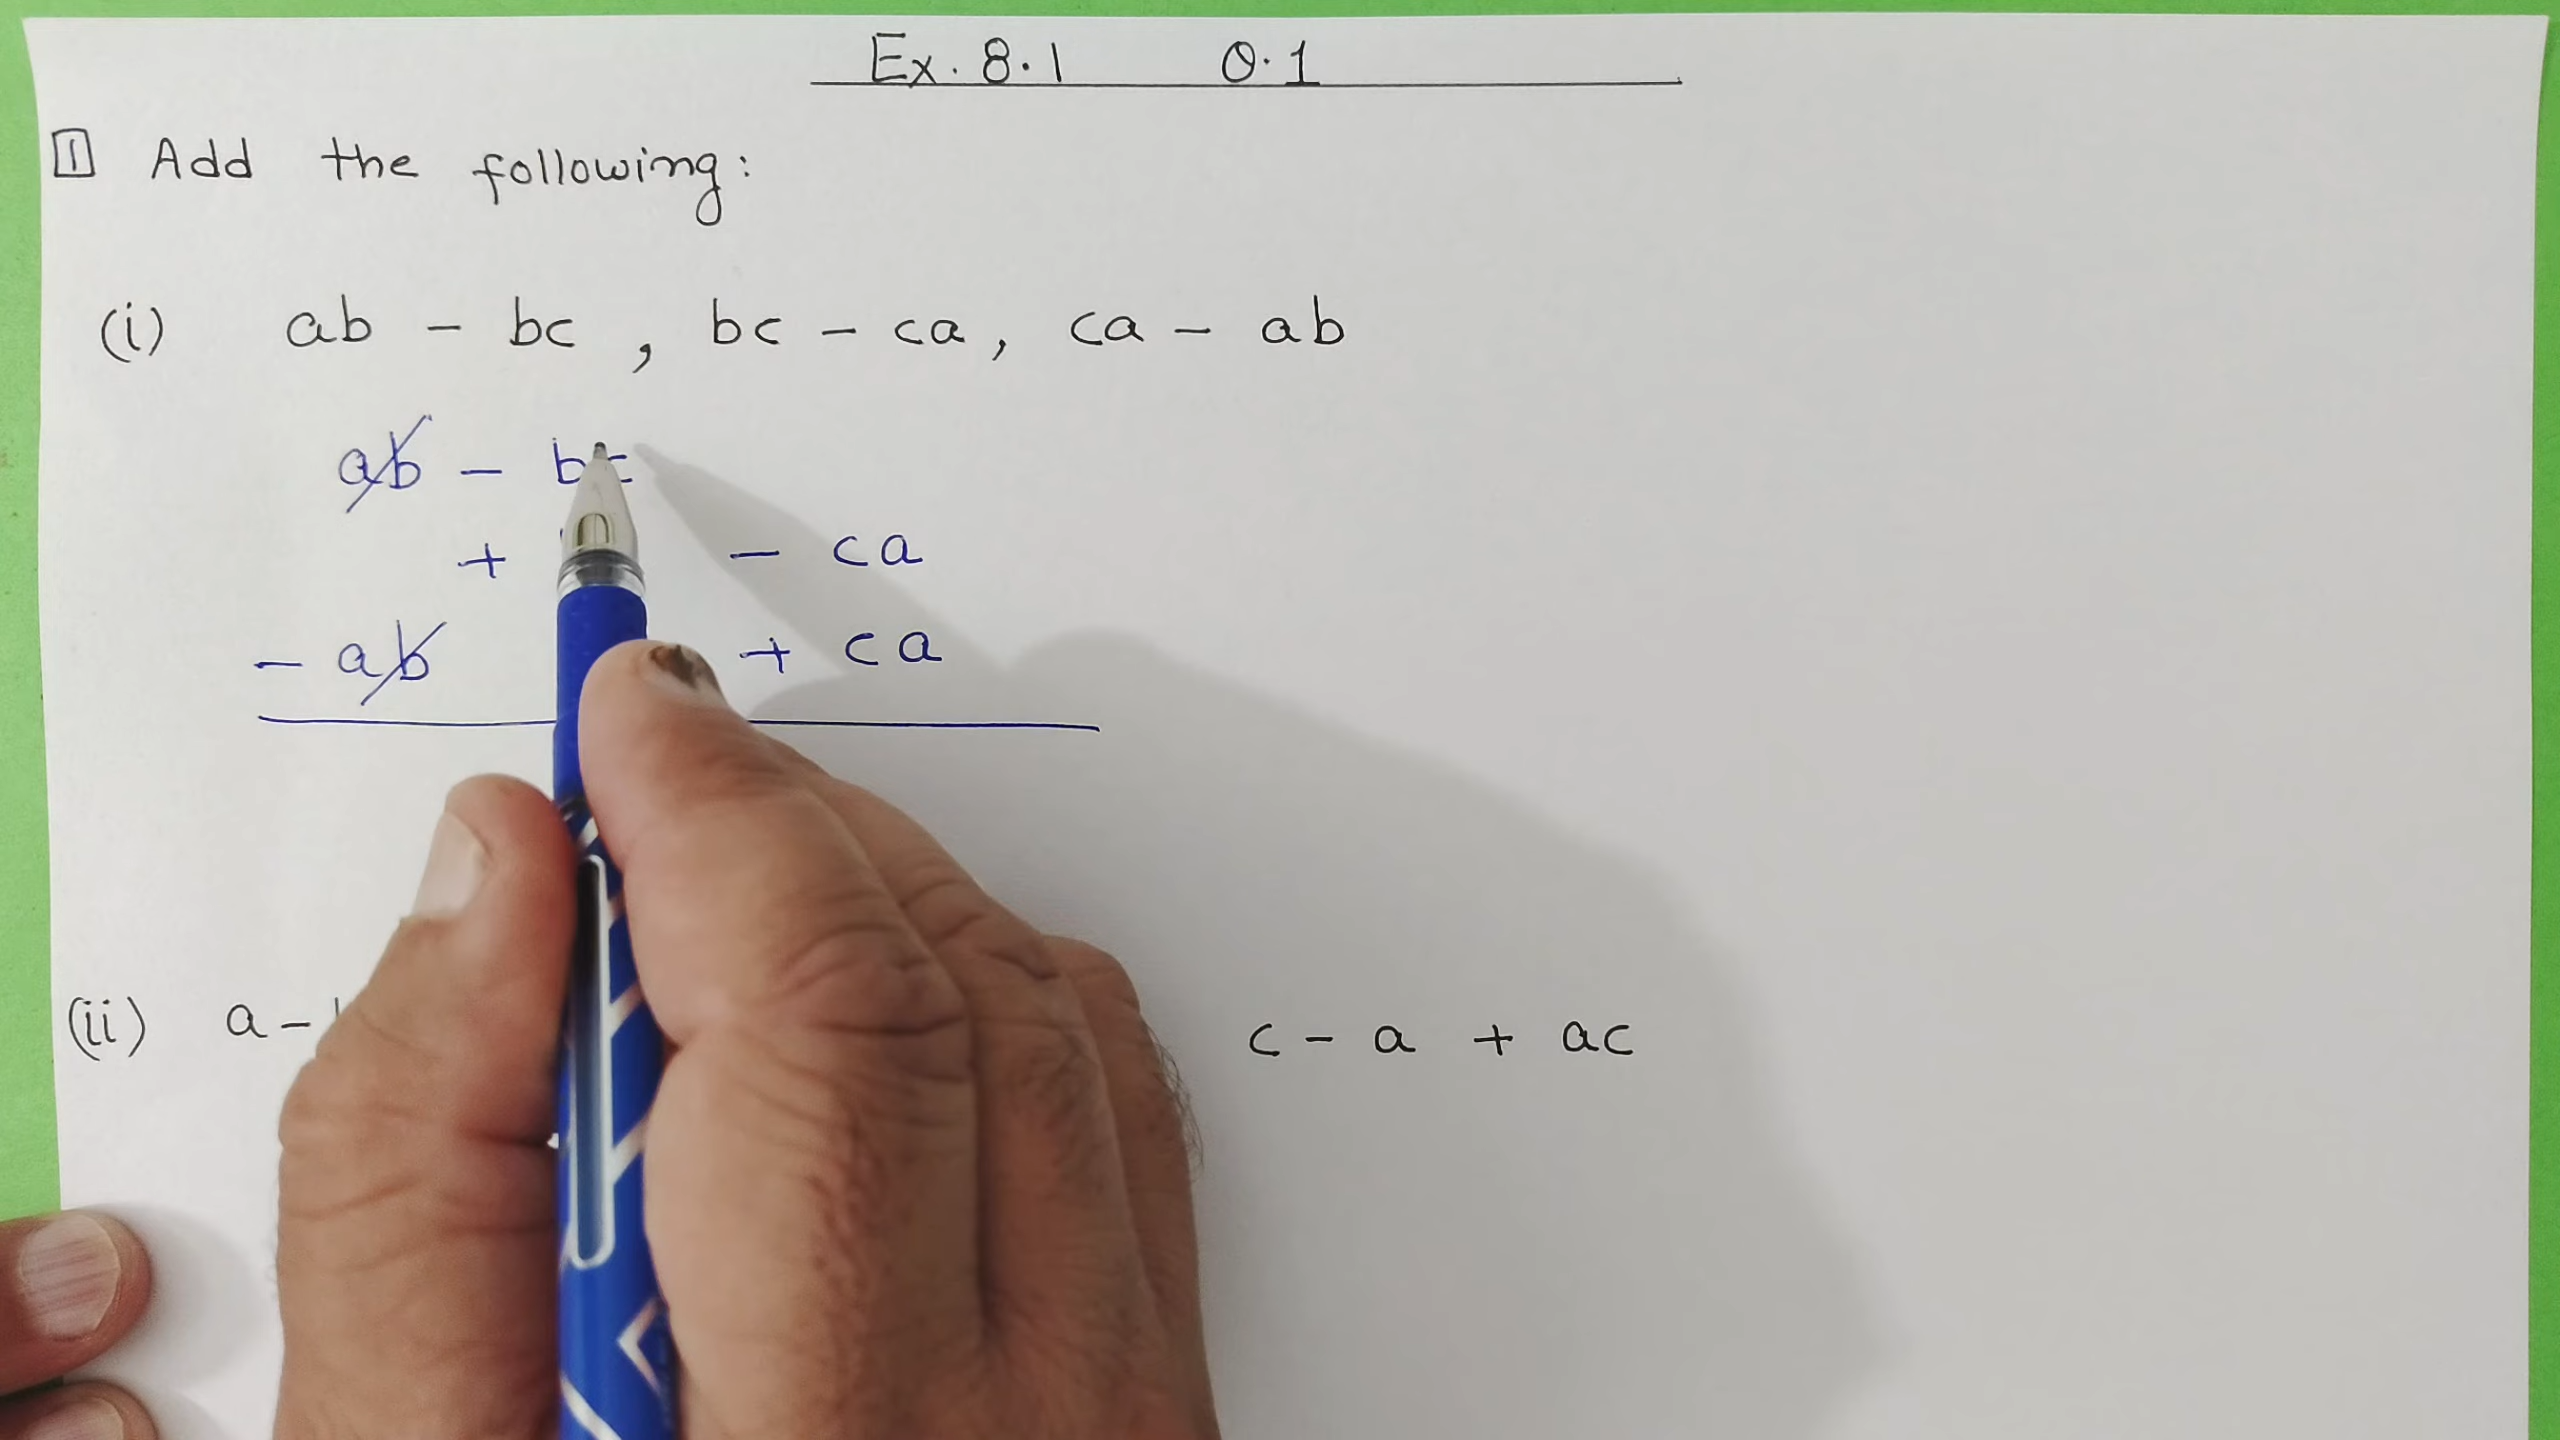 Ex. 8.1 Q.1
1 Add the following:
(i) ab - bc , bc - ca, ca - ab
ab - bc
+ - ca
- ab + ca
(ii) a - c - a + ac